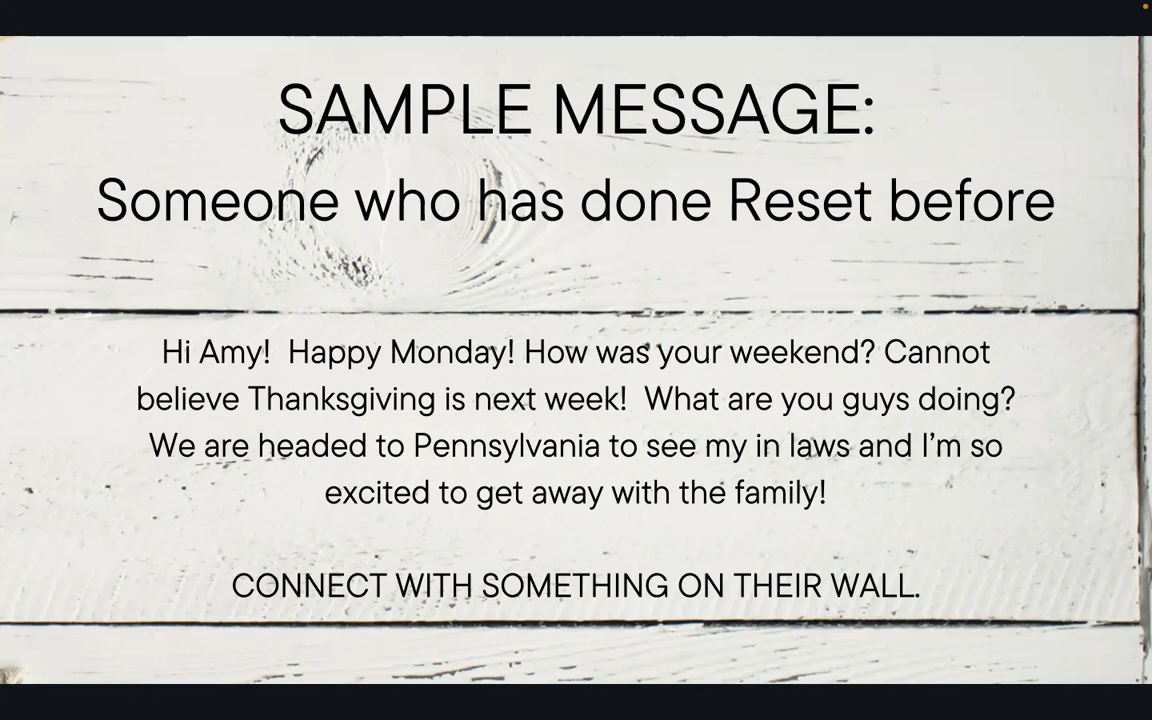 SAMPLE MESSAGE:
Someone who has done Reset before
Hi Amy!  Happy Monday! How was your weekend? Cannot
believe Thanksgiving is next week!  What are you guys doing?
We are headed to Pennsylvania to see my in laws and I’m so
excited to get away with the family!
CONNECT WITH SOMETHING ON THEIR WALL.